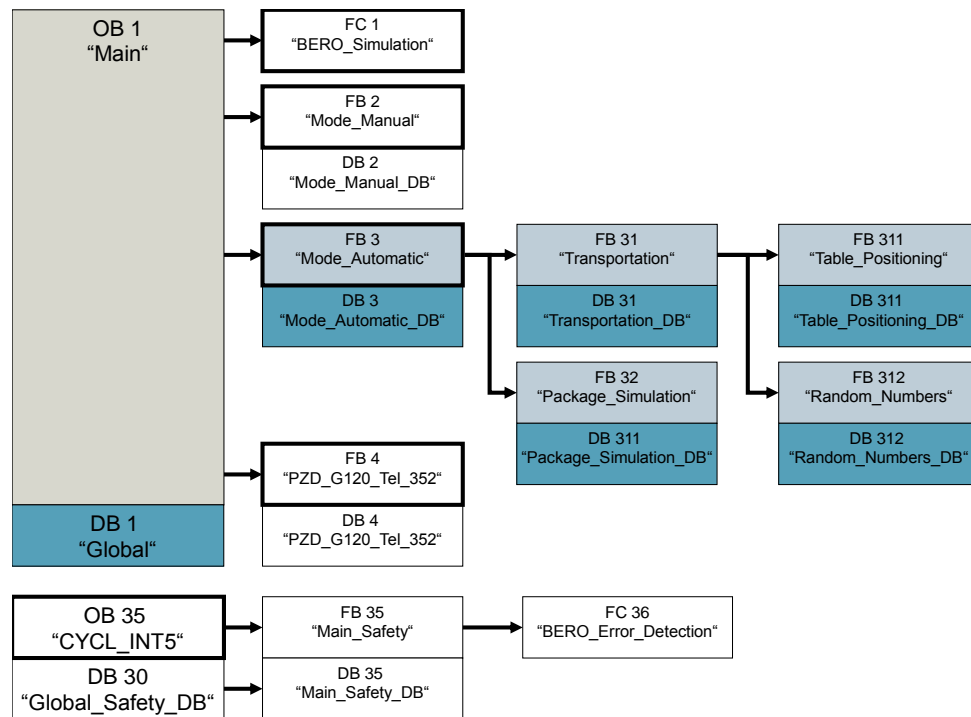 OB 1
“Main“
FC 1
“BERO_Simulation“
FB 2
“Mode_Manual“
DB 2
“Mode_Manual_DB“
FB 3
“Mode_Automatic“
DB 3
“Mode_Automatic_DB“
FB 31
“Transportation“
DB 31
“Transportation_DB“
FB 311
“Table_Positioning“
DB 311
“Table_Positioning_DB“
FB 32
“Package_Simulation“
DB 311
“Package_Simulation_DB“
FB 312
“Random_Numbers“
DB 312
“Random_Numbers_DB“
FB 4
“PZD_G120_Tel_352“
DB 4
“PZD_G120_Tel_352“
DB 1
“Global“
OB 35
“CYCL_INT5“
FB 35
“Main_Safety“
FC 36
“BERO_Error_Detection“
DB 30
“Global_Safety_DB“
DB 35
“Main_Safety_DB“